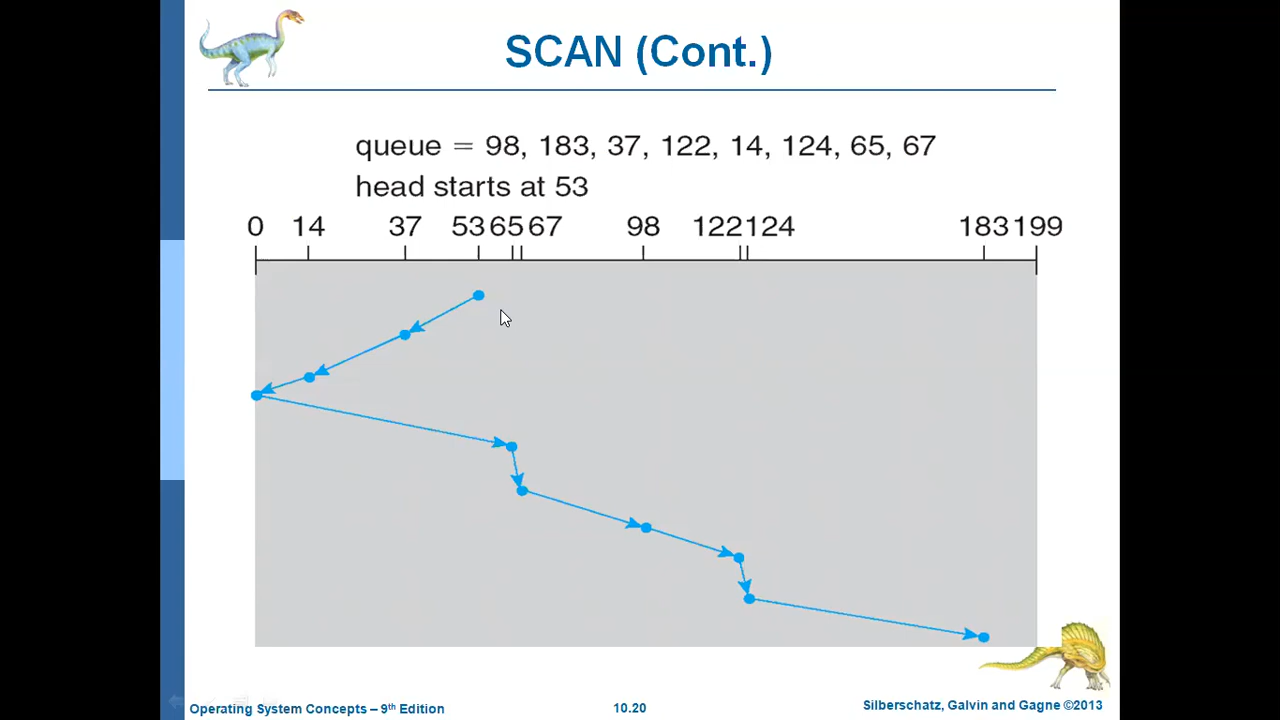 SCAN (Cont.)
queue = 98, 183, 37, 122, 14, 124, 65, 67
head starts at 53
0 14 37 53 65 67 98 122 124 183 199
Operating System Concepts – 9th Edition 10.20 Silberschatz, Galvin and Gagne ©2013